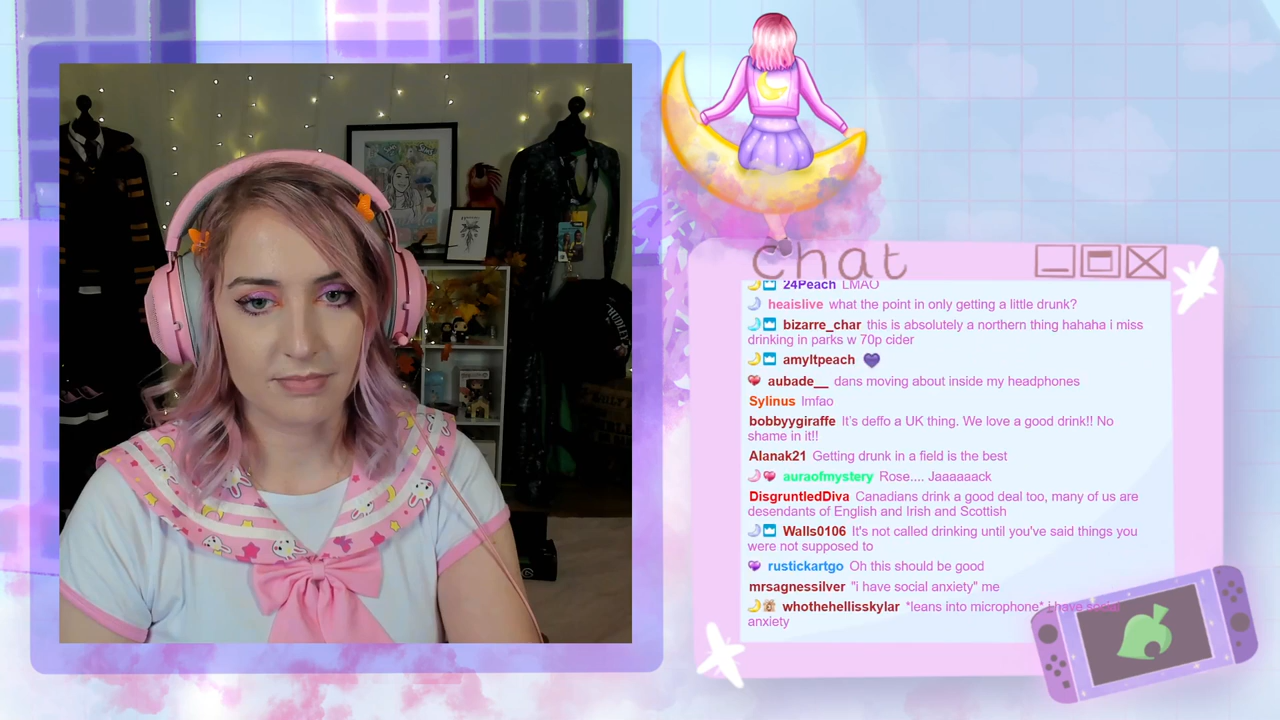 chat
24Peach LMAO
heaislive what the point in only getting a little drunk?
bizarre_char this is absolutely a northern thing hahaha i miss
drinking in parks w 70p cider
amyltpeach
aubade__ dans moving about inside my headphones
Sylinus lmfao
bobbyygiraffe It's deffo a UK thing. We love a good drink!! No
shame in it!!
Alanak21 Getting drunk in a field is the best
auraofmystery Rose.... Jaaaaaack
DisgruntledDiva Canadians drink a good deal too, many of us are
desendants of English and Irish and Scottish
Walls0106 It's not called drinking until you've said things you
were not supposed to
rustickartgo Oh this should be good
mrsagnessilver "i have social anxiety" me
whothehellisskylar *leans into microphone* i have social
anxiety